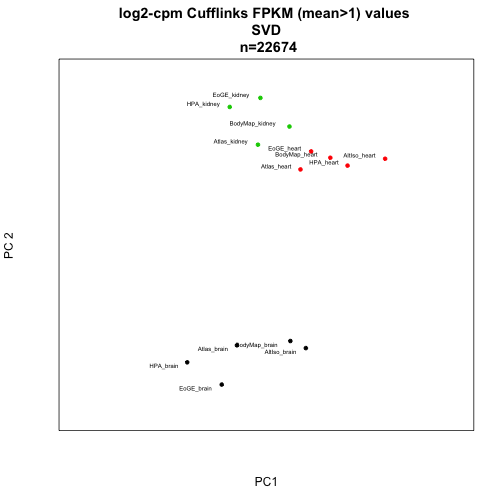 log2-cpm Cufflinks FPKM (mean>1) values
SVD
n=22674
EoGE_kidney
HPA_kidney
BodyMap_kidney
Atlas_kidney
EoGE_heart
BodyMap_heart
AltIso_heart
HPA_heart
Atlas_heart
PC 2
BodyMap_brain
Atlas_brain
AltIso_brain
HPA_brain
EoGE_brain
PC1